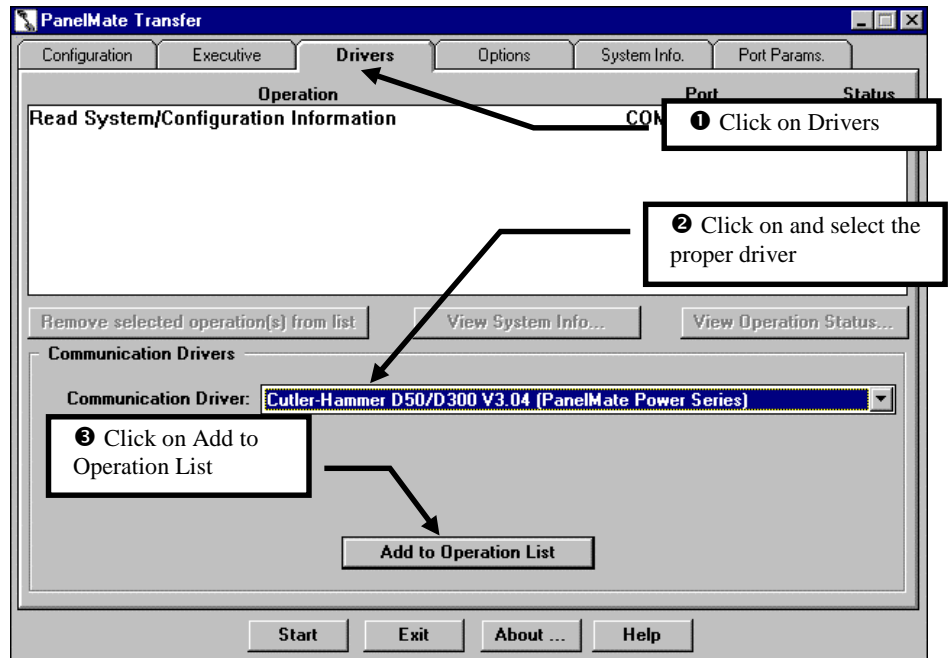 PanelMate Transfer
Configuration Executive Drivers Options System Info. Port Params.
Operation Port Status
Read System/Configuration Information
❶ Click on Drivers
❷ Click on and select the
proper driver
Remove selected operation(s) from list View System Info... View Operation Status...
Communication Drivers
Communication Driver: Cutler-Hammer D50/D300 V3.04 (PanelMate Power Series)
❸ Click on Add to
Operation List
Add to Operation List
Start Exit About ... Help